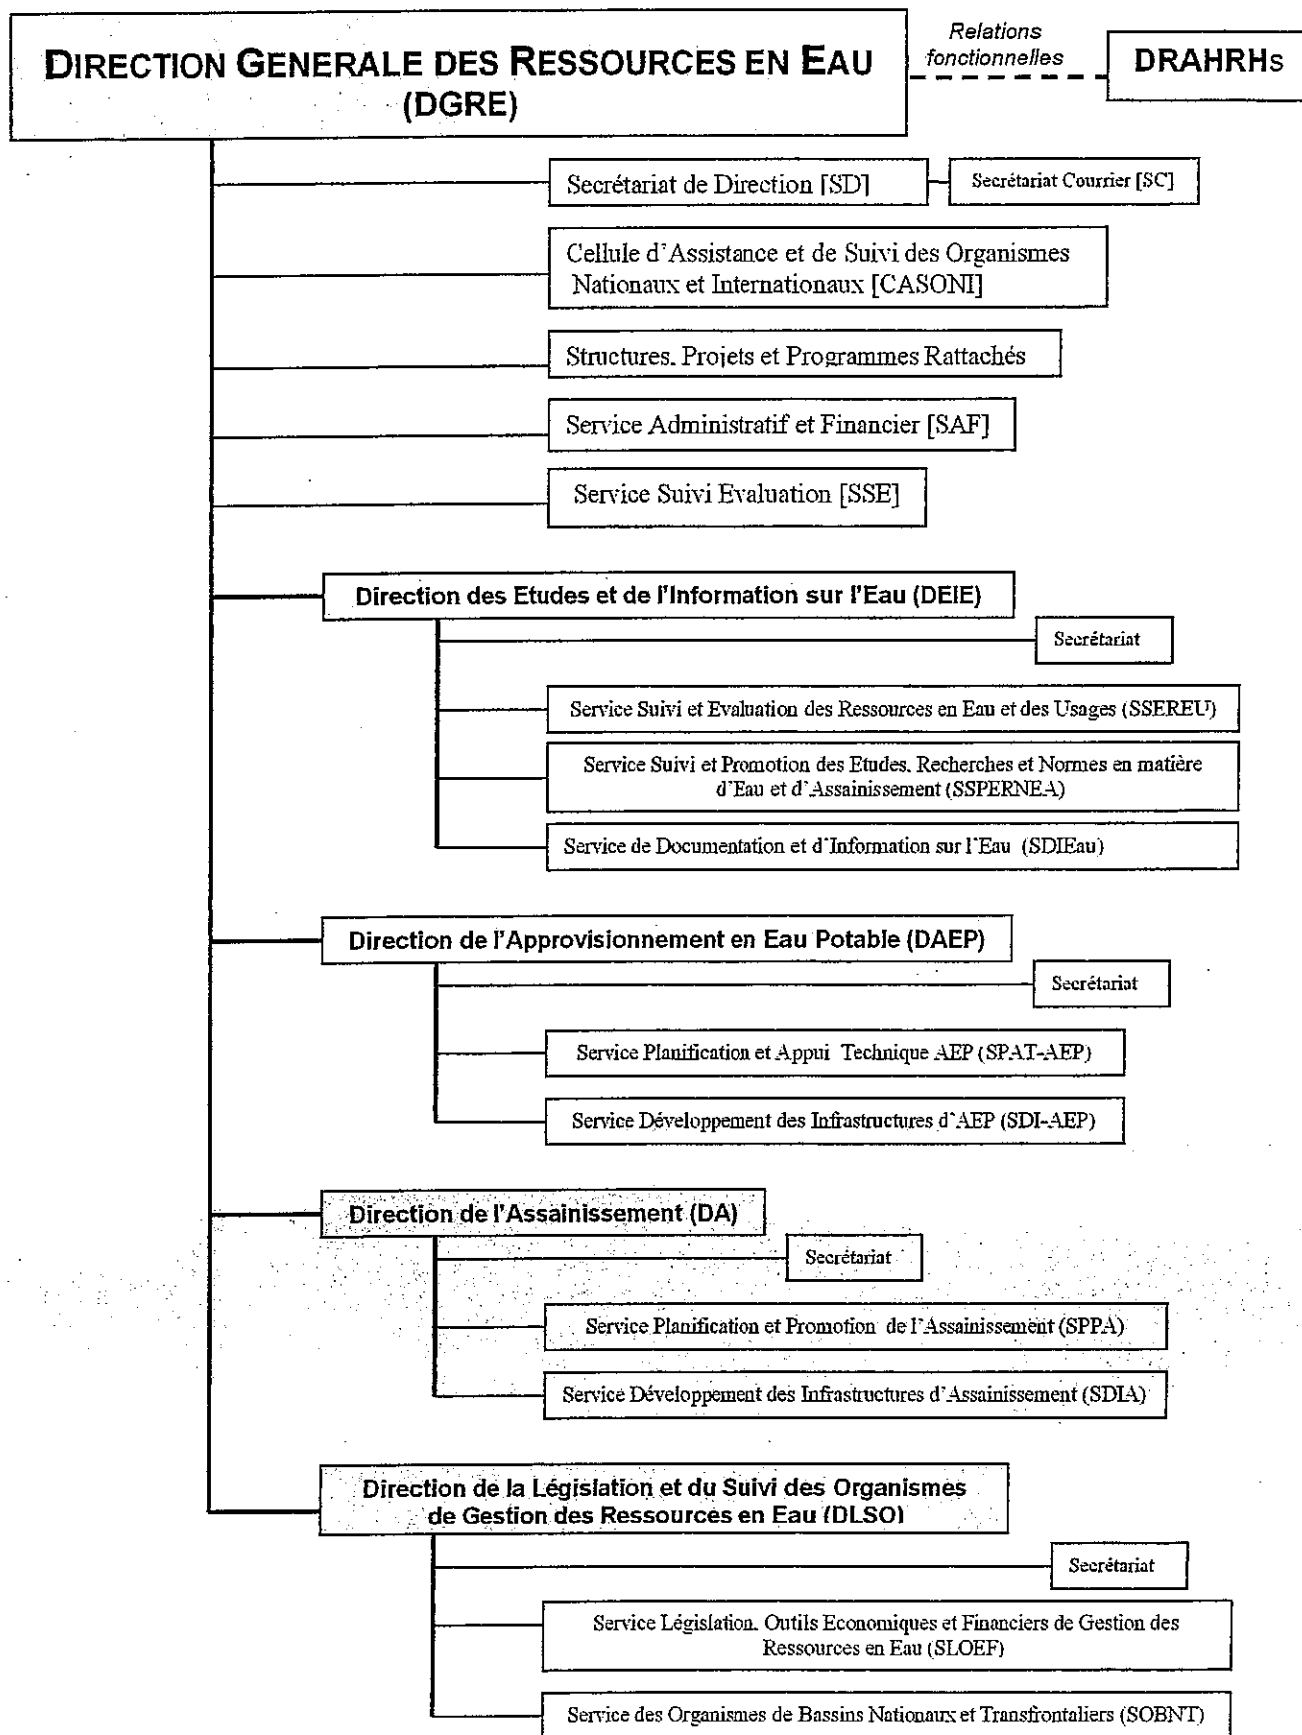 DIRECTION GENERALE DES RESSOURCES EN EAU
(DGRE)
Relations
fonctionnelles
DRAHRHs
Secrétariat de Direction [SD]
Secrétariat Courrier [SC]
Cellule d'Assistance et de Suivi des Organismes
Nationaux et Internationaux [CASONI]
Structures, Projets et Programmes Rattachés
Service Administratif et Financier [SAF]
Service Suivi Evaluation [SSE]
Direction des Etudes et de l'Information sur l'Eau (DEIE)
Secrétariat
Service Suivi et Evaluation des Ressources en Eau et des Usages (SSEREU)
Service Suivi et Promotion des Etudes, Recherches et Normes en matière
d'Eau et d'Assainissement (SSPERNEA)
Service de Documentation et d'Information sur l'Eau (SDIEau)
Direction de l'Approvisionnement en Eau Potable (DAEP)
Secrétariat
Service Planification et Appui Technique AEP (SPAT-AEP)
Service Développement des Infrastructures d'AEP (SDI-AEP)
Direction de l'Assainissement (DA)
Secrétariat
Service Planification et Promotion de l'Assainissement (SPPA)
Service Développement des Infrastructures d'Assainissement (SDIA)
Direction de la Législation et du Suivi des Organismes
de Gestion des Ressources en Eau (DLSO)
Secrétariat
Service Législation, Outils Economiques et Financiers de Gestion des
Ressources en Eau (SLOEF)
Service des Organismes de Bassins Nationaux et Transfrontaliers (SOBNT)